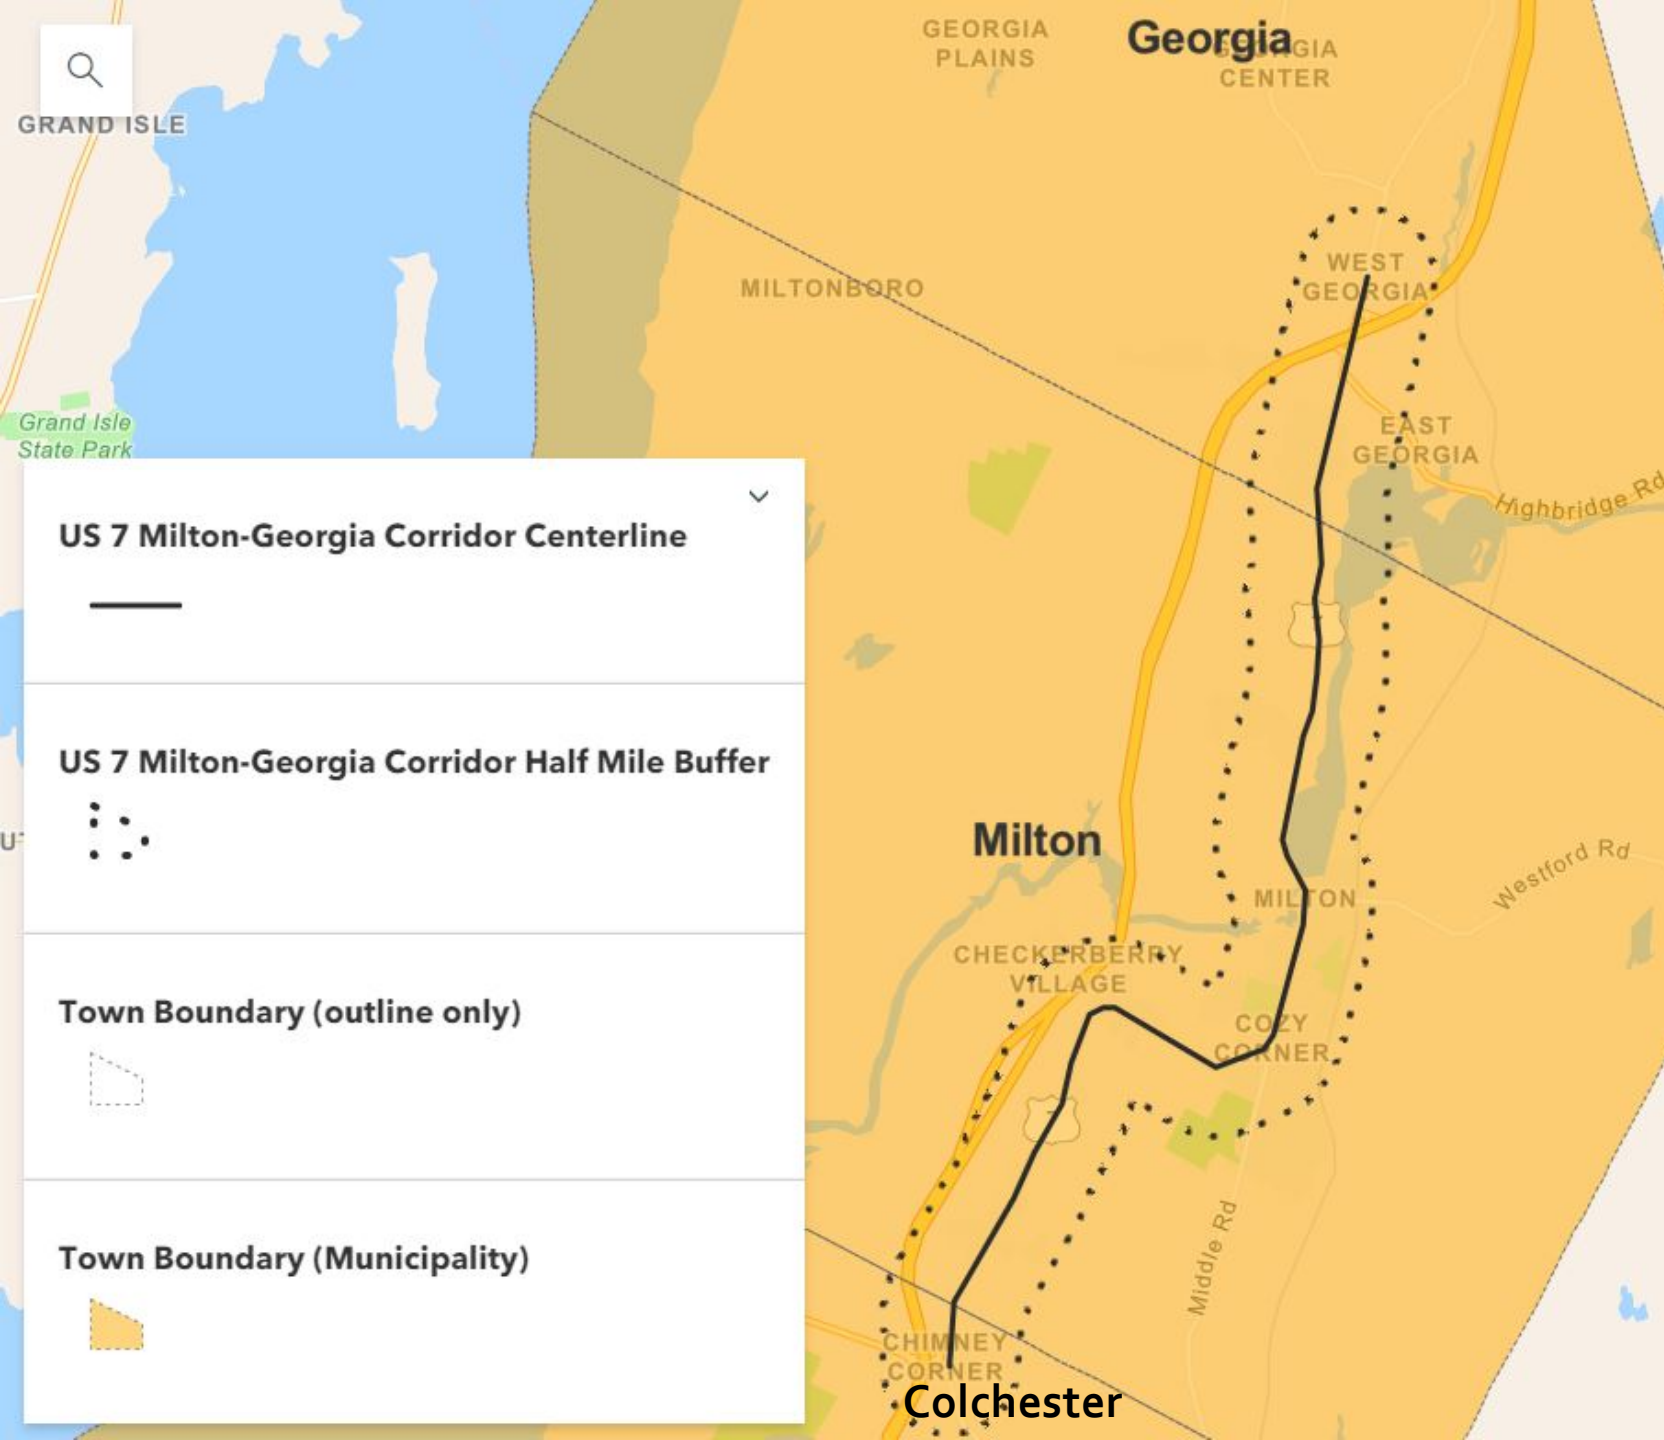 GEORGIA
PLAINS
Georgia
GEORGIA
CENTER
GRAND ISLE
WEST
GEORGIA
MILTONBORO
Grand Isle
State Park
EAST
GEORGIA
Highbridge Rd
US 7 Milton-Georgia Corridor Centerline
US 7 Milton-Georgia Corridor Half Mile Buffer
Milton
Westford Rd
MILTON
CHECKERBERRY
VILLAGE
Town Boundary (outline only)
COZY
CORNER
7
Middle Rd
Town Boundary (Municipality)
CHIMNEY
CORNER
Colchester